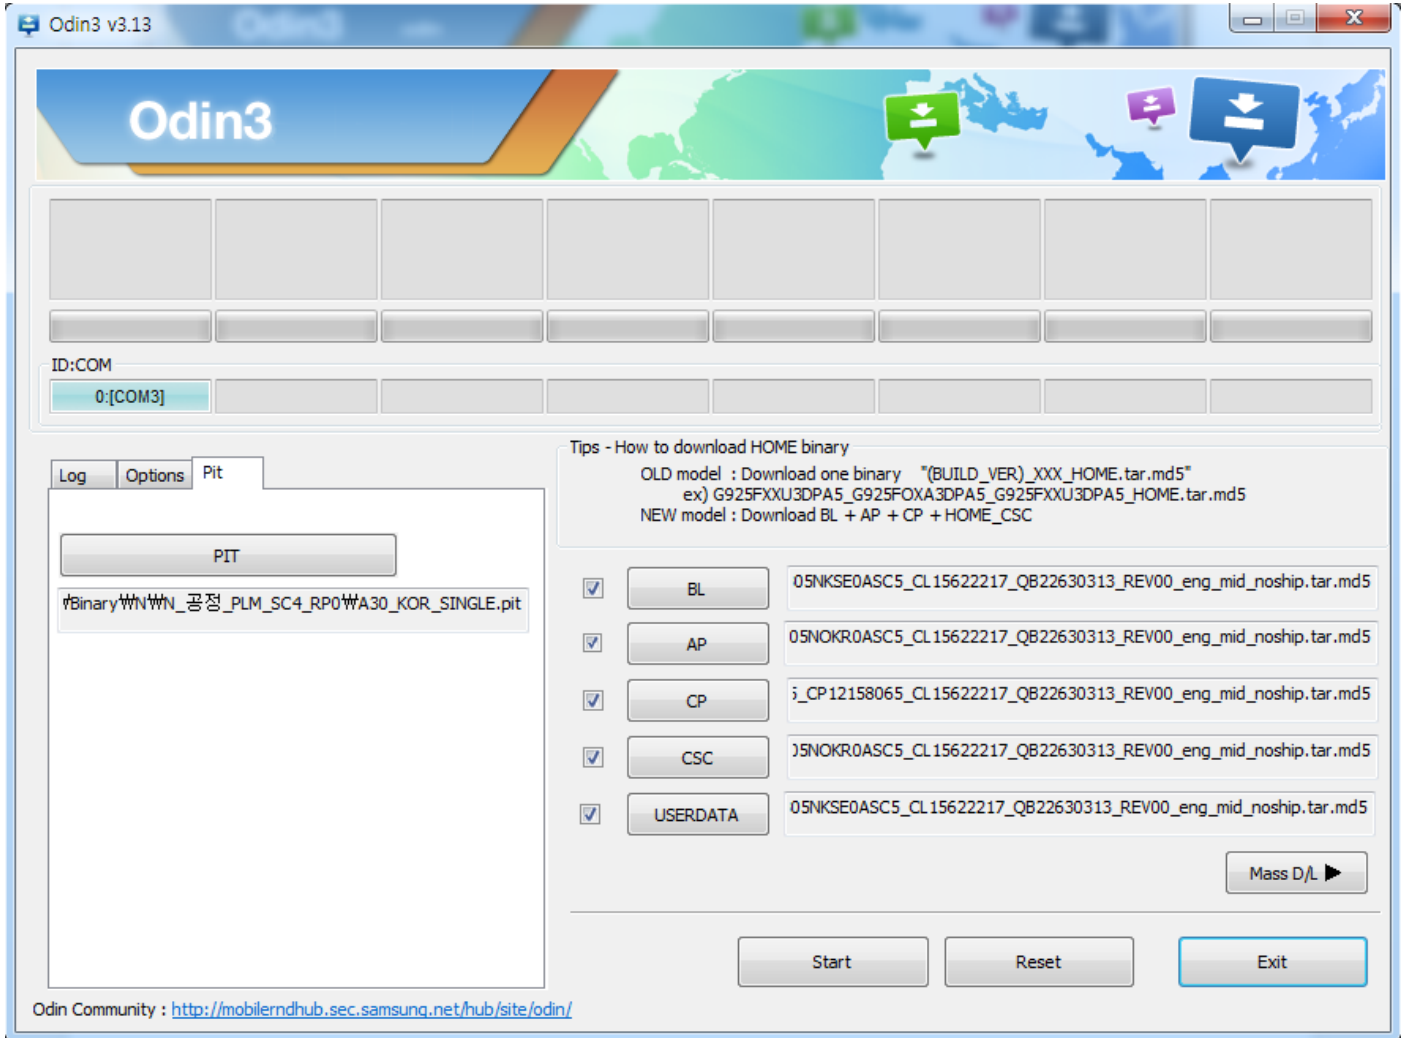 Odin3 v3.13
Odin3
ID:COM
0:[COM3]
Log Options Pit
PIT
₩Binary₩N₩N_공정_PLM_SC4_RP0₩A30_KOR_SINGLE.pit
Tips - How to download HOME binary
OLD model : Download one binary "(BUILD_VER)_XXX_HOME.tar.md5"
ex) G925FXXU3DPA5_G925FOXA3DPA5_G925FXXU3DPA5_HOME.tar.md5
NEW model : Download BL + AP + CP + HOME_CSC
BL 05NKSE0ASC5_CL15622217_QB22630313_REV00_eng_mid_noship.tar.md5
AP 05NOKR0ASC5_CL15622217_QB22630313_REV00_eng_mid_noship.tar.md5
CP _CP12158065_CL15622217_QB22630313_REV00_eng_mid_noship.tar.md5
CSC 5NOKR0ASC5_CL15622217_QB22630313_REV00_eng_mid_noship.tar.md5
USERDATA 05NKSE0ASC5_CL15622217_QB22630313_REV00_eng_mid_noship.tar.md5
Mass D/L ▶
Start Reset Exit
Odin Community : http://mobilerndhub.sec.samsung.net/hub/site/odin/